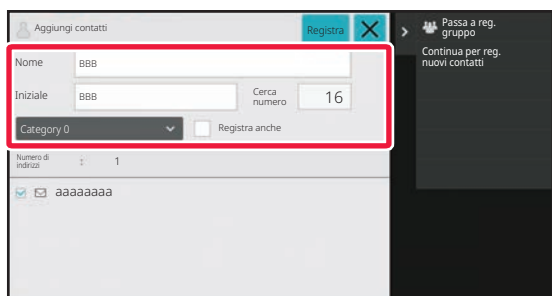 Aggiungi contatti
Registra
Passa a reg.
gruppo
Continua per reg.
nuovi contatti
Nome
BBB
Iniziale
BBB
Cerca
numero
16
Category 0
Registra anche
Numero di
indirizzi
:
1
aaaaaaaa